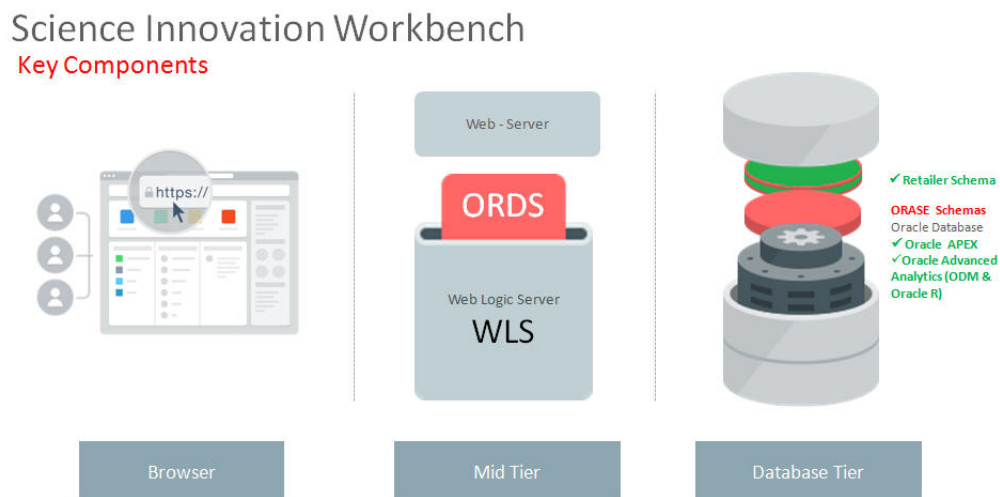 Science Innovation Workbench
Key Components
https://
Web - Server
ORDS
Web Logic Server
WLS
✓ Retailer Schema
ORASE Schemas
Oracle Database
✓ Oracle APEX
✓Oracle Advanced
Analytics (ODM &
Oracle R)
Browser
Mid Tier
Database Tier